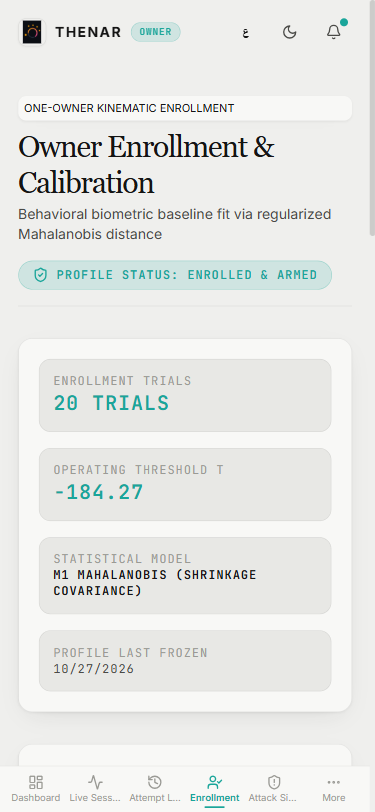 THENAR OWNER ع
ONE-OWNER KINEMATIC ENROLLMENT
Owner Enrollment &
Calibration
Behavioral biometric baseline fit via regularized
Mahalanobis distance
PROFILE STATUS: ENROLLED & ARMED
ENROLLMENT TRIALS
20 TRIALS
OPERATING THRESHOLD T
-184.27
STATISTICAL MODEL
M1 MAHALANOBIS (SHRINKAGE
COVARIANCE)
PROFILE LAST FROZEN
10/27/2026
Dashboard Live Sess... Attempt L... Enrollment Attack Si... More